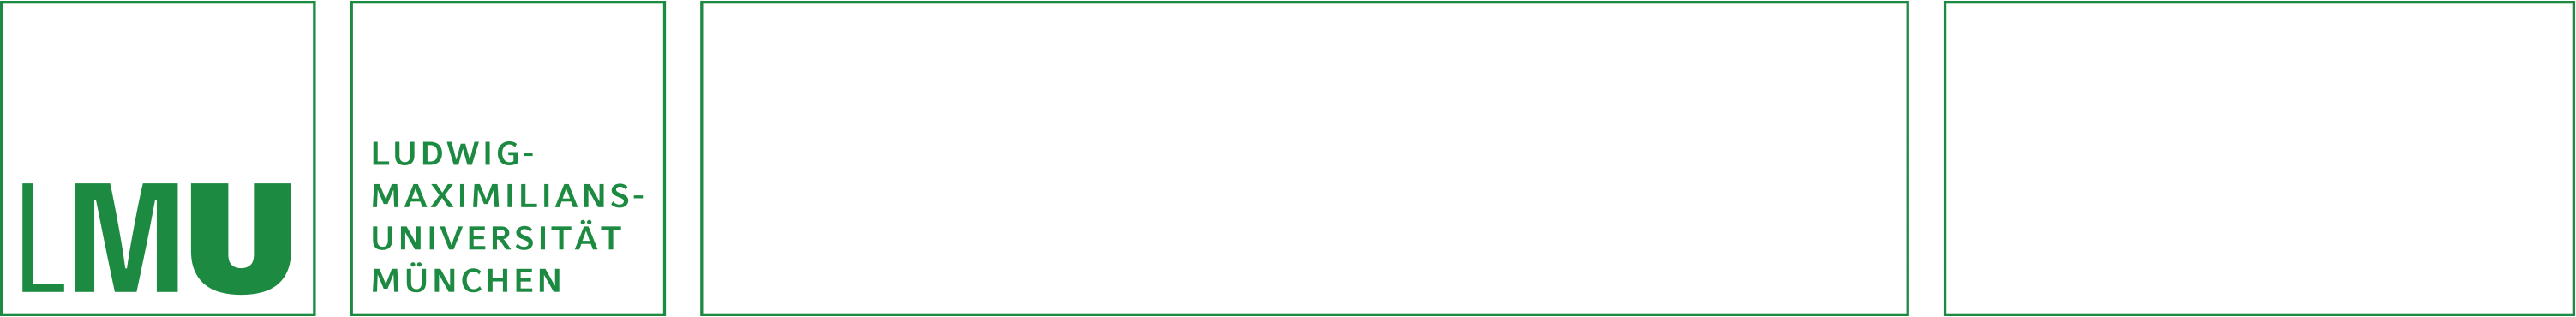 LMU
LUDWIG-
MAXIMILIANS-
UNIVERSITÄT
MÜNCHEN